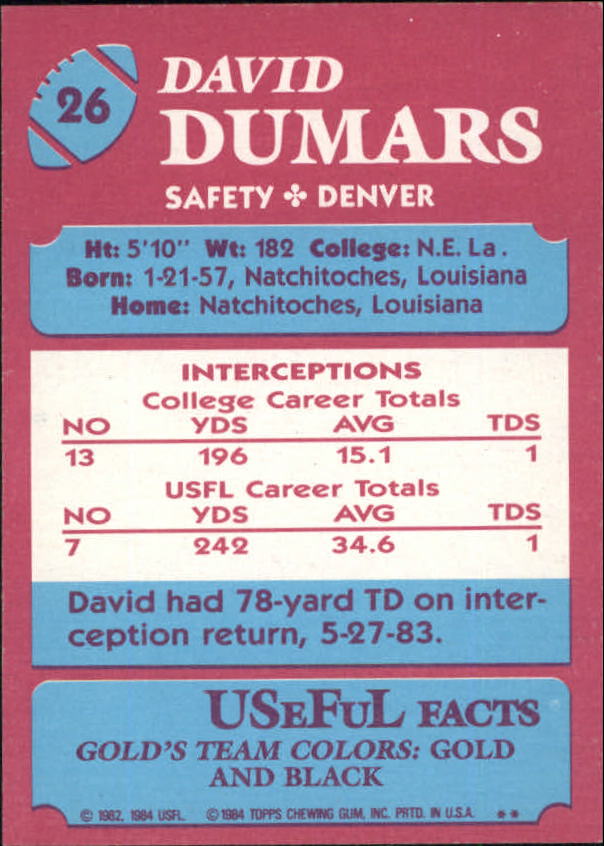 26
DAVID
DUMARS
SAFETY ✤ DENVER
Ht: 5'10" Wt: 182 College: N.E. La.
Born: 1-21-57, Natchitoches, Louisiana
Home: Natchitoches, Louisiana
INTERCEPTIONS
College Career Totals
NO YDS AVG TDS
13 196 15.1 1
USFL Career Totals
NO YDS AVG TDS
7 242 34.6 1
David had 78-yard TD on inter-
ception return, 5-27-83.
USeFuL FACTS
GOLD'S TEAM COLORS: GOLD
AND BLACK
© 1982, 1984 USFL. © 1984 TOPPS CHEWING GUM, INC. PRTD. IN U.S.A. **